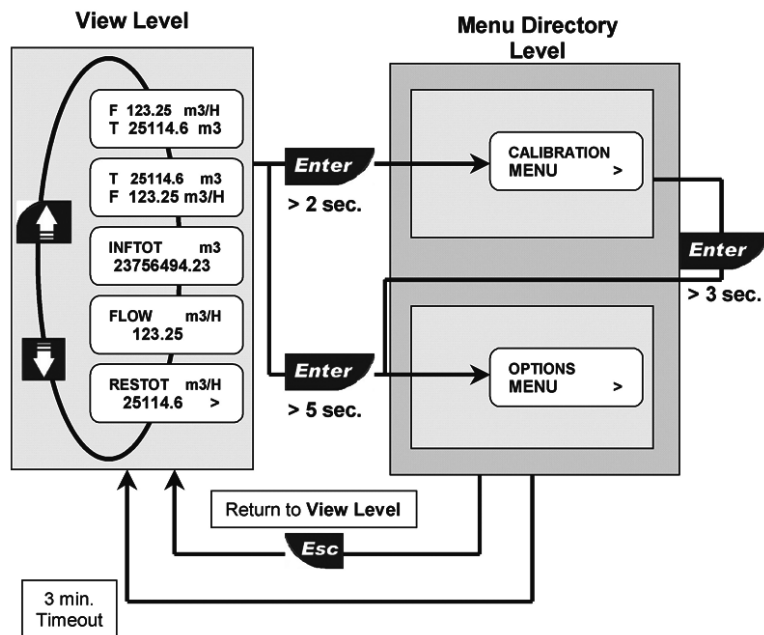 View Level
Menu Directory
Level
F 123.25 m3/H
T 25114.6 m3
T 25114.6 m3
F 123.25 m3/H
INFTOT m3
23756494.23
FLOW m3/H
123.25
RESTOT m3/H
25114.6 >
Enter
> 2 sec.
CALIBRATION
MENU >
Enter
> 3 sec.
Enter
> 5 sec.
OPTIONS
MENU >
Return to View Level
Esc
3 min.
Timeout